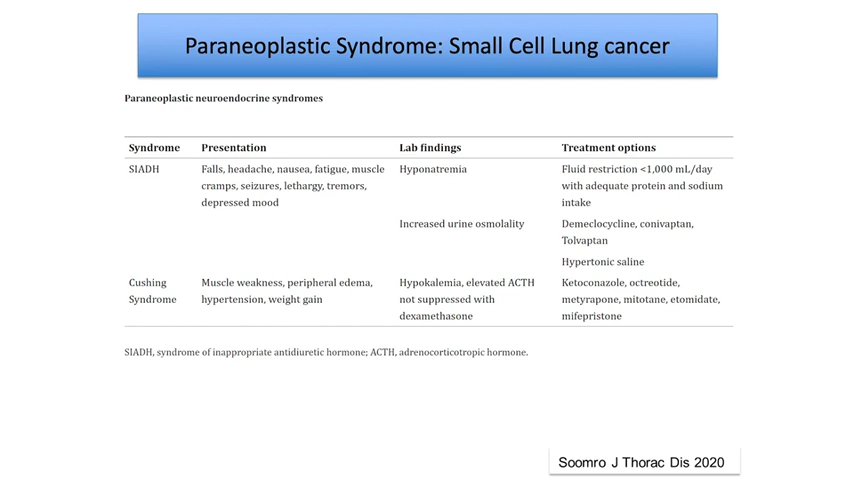 Paraneoplastic Syndrome: Small Cell Lung cancer
Paraneoplastic neuroendocrine syndromes
Syndrome Presentation Lab findings Treatment options
SIADH Falls, headache, nausea, fatigue, muscle Hyponatremia Fluid restriction <1,000 mL/day
cramps, seizures, lethargy, tremors, with adequate protein and sodium
depressed mood intake
Increased urine osmolality Demeclocycline, conivaptan,
Tolvaptan
Hypertonic saline
Cushing Muscle weakness, peripheral edema, Hypokalemia, elevated ACTH Ketoconazole, octreotide,
Syndrome hypertension, weight gain not suppressed with metyrapone, mitotane, etomidate,
dexamethasone mifepristone
SIADH, syndrome of inappropriate antidiuretic hormone; ACTH, adrenocorticotropic hormone.
Soomro J Thorac Dis 2020